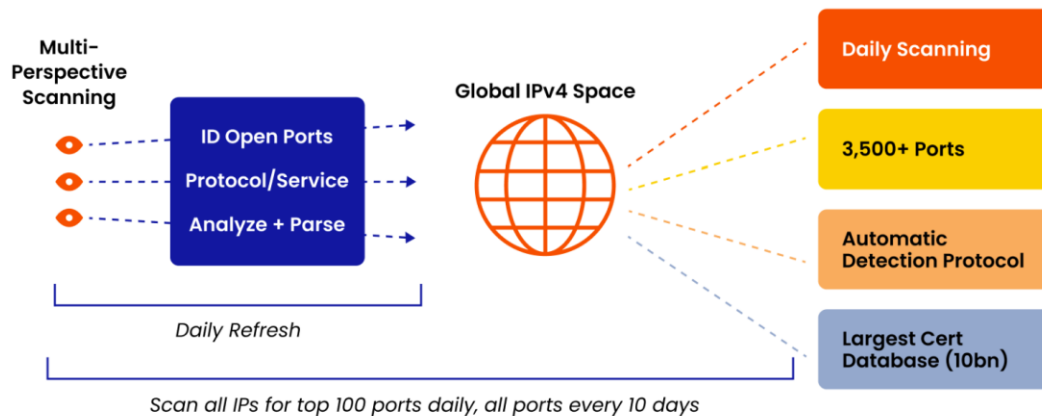 Multi-
Perspective
Scanning
ID Open Ports
Protocol/Service
Analyze + Parse
Daily Refresh
Global IPv4 Space
Daily Scanning
3,500+ Ports
Automatic
Detection Protocol
Largest Cert
Database (10bn)
Scan all IPs for top 100 ports daily, all ports every 10 days